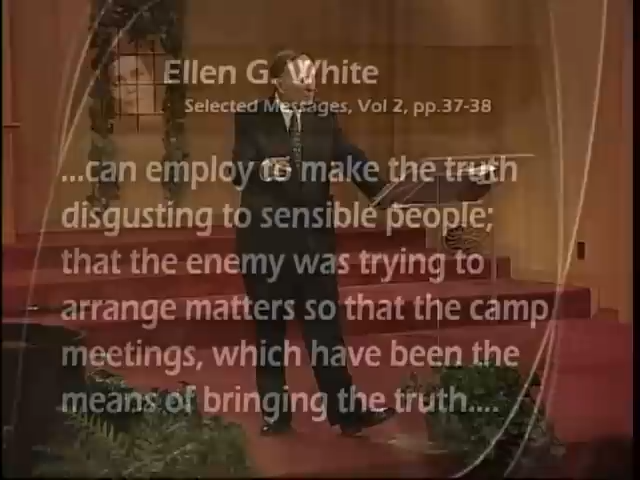 Ellen G. White
Selected Messages, Vol 2, pp.37-38
...can employ to make the truth
disgusting to sensible people;
that the enemy was trying to
arrange matters so that the camp
meetings, which have been the
means of bringing the truth....